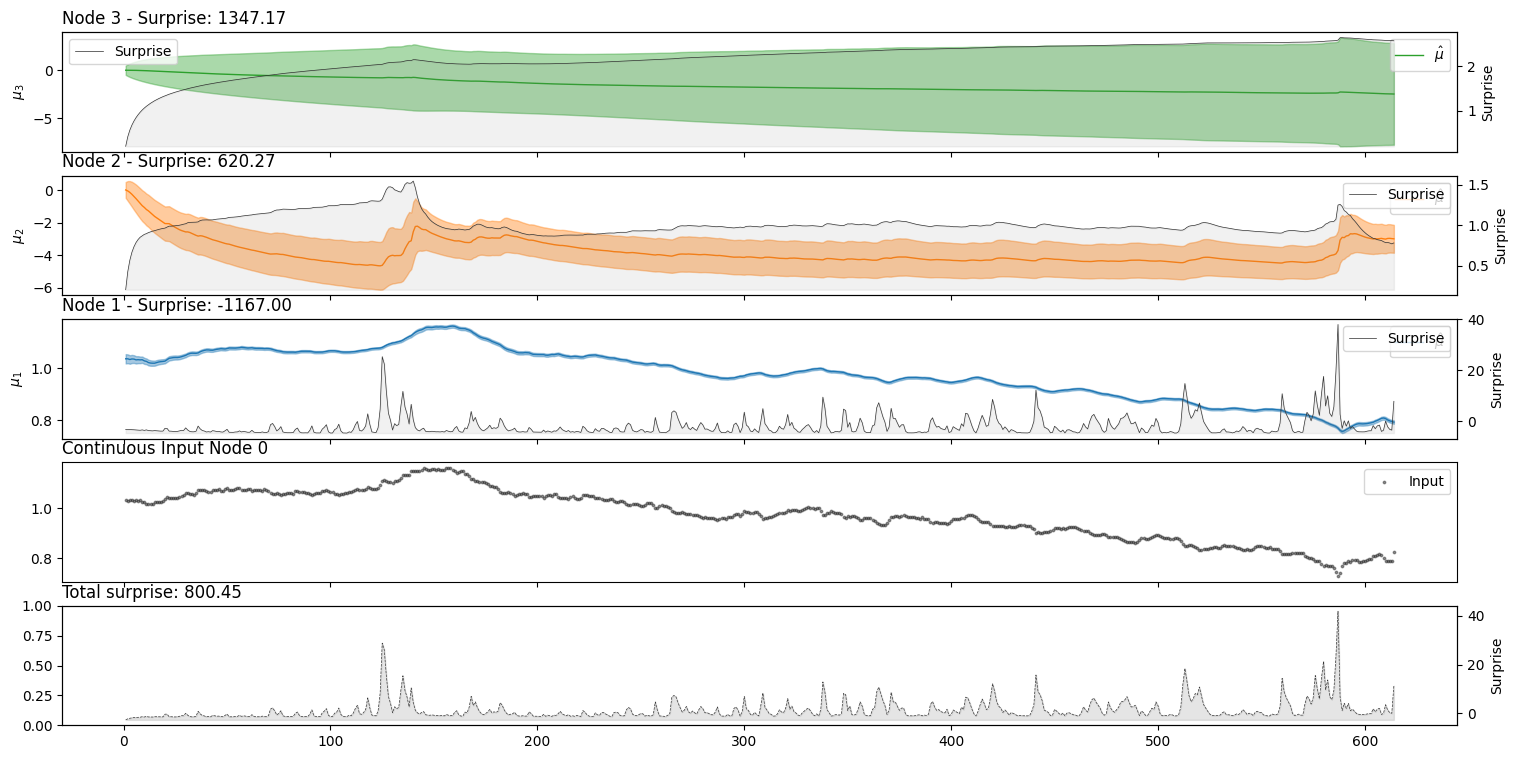 Node 3 - Surprise: 1347.17
Surprise
μ̂
0
−5
μ₃
2
1
Surprise
Node 2 - Surprise: 620.27
Surprise
0
−2
−4
−6
μ₂
1.5
1.0
0.5
Surprise
Node 1 - Surprise: -1167.00
Surprise
1.0
0.8
μ₁
40
20
0
Surprise
Continuous Input Node 0
Input
1.0
0.8
Total surprise: 800.45
1.00
0.75
0.50
0.25
0.00
40
20
0
Surprise
0 100 200 300 400 500 600